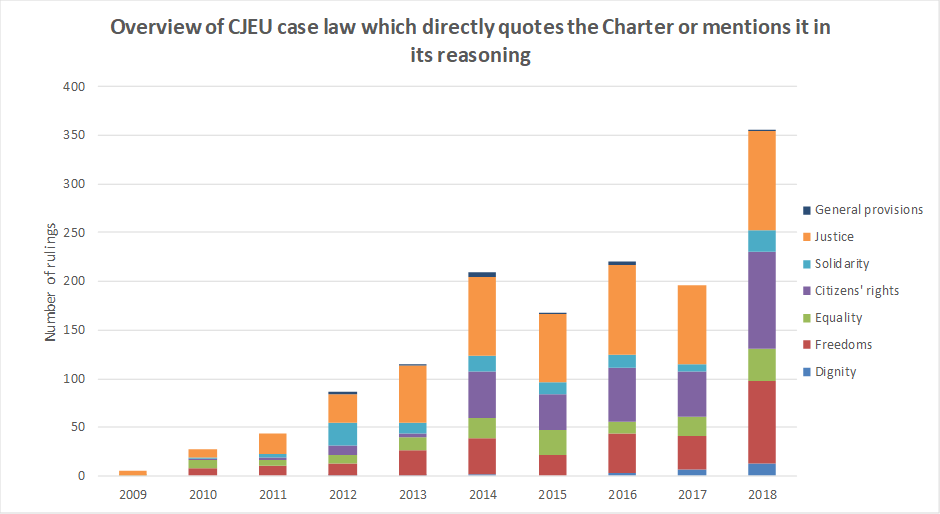 Overview of CJEU case law which directly quotes the Charter or mentions it in
its reasoning
Number of rulings
400
350
300
250
200
150
100
50
0
2009 2010 2011 2012 2013 2014 2015 2016 2017 2018
General provisions
Justice
Solidarity
Citizens' rights
Equality
Freedoms
Dignity